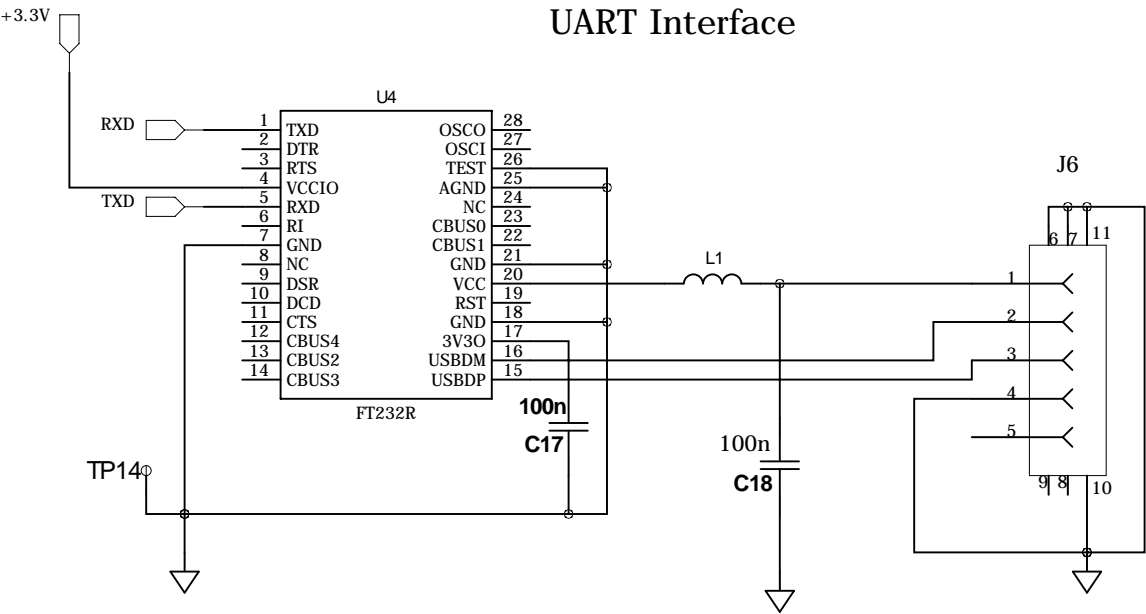 UART Interface
+3.3V
U4
RXD
1 TXD OSCO 28
2 DTR OSCI 27
3 RTS TEST 26
4 VCCIO AGND 25
TXD
5 RXD NC 24
6 RI CBUS0 23
7 GND CBUS1 22
8 NC GND 21
9 DSR VCC 20
10 DCD RST 19
11 CTS GND 18
12 CBUS4 3V3O 17
13 CBUS2 USBDM 16
14 CBUS3 USBDP 15
FT232R
100n
C17
TP14
L1
100n
C18
J6
6 7 11
1
2
3
4
5
9 8 10